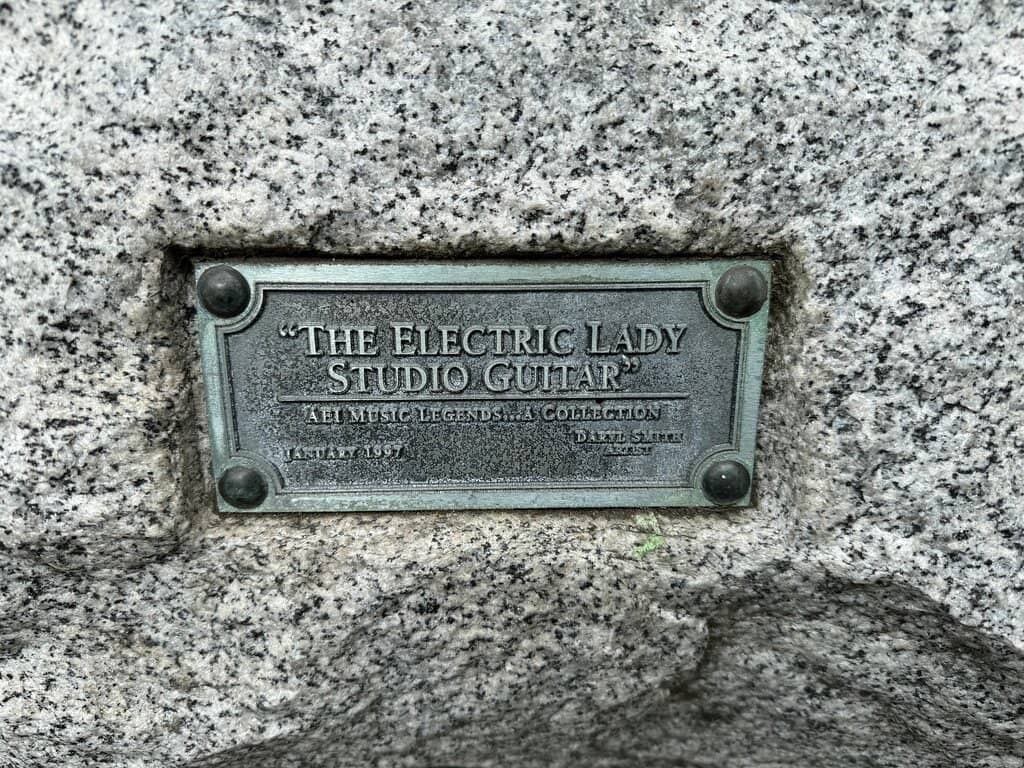 “The Electric Lady
Studio Guitar”
AEI Music Legends...A Collection
January 1997
Daryl Smith
Artist